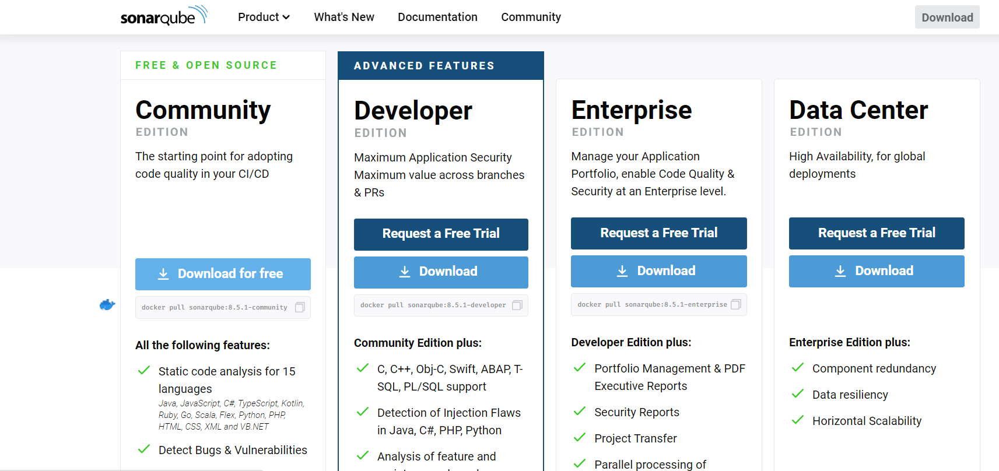 sonarqube
Product
What's New
Documentation
Community
Download
FREE & OPEN SOURCE
Community
EDITION
The starting point for adopting
code quality in your CI/CD
Download for free
docker pull sonarqube:8.5.1-community
All the following features:
Static code analysis for 15
languages
Java, JavaScript, C#, TypeScript, Kotlin,
Ruby, Go, Scala, Flex, Python, PHP,
HTML, CSS, XML and VB.NET
Detect Bugs & Vulnerabilities
ADVANCED FEATURES
Developer
EDITION
Maximum Application Security
Maximum value across branches
& PRs
Request a Free Trial
Download
docker pull sonarqube:8.5.1-developer
Community Edition plus:
C, C++, Obj-C, Swift, ABAP, T-
SQL, PL/SQL support
Detection of Injection Flaws
in Java, C#, PHP, Python
Analysis of feature and
Enterprise
EDITION
Manage your Application
Portfolio, enable Code Quality &
Security at an Enterprise level.
Request a Free Trial
Download
docker pull sonarqube:8.5.1-enterprise
Developer Edition plus:
Portfolio Management & PDF
Executive Reports
Security Reports
Project Transfer
Parallel processing of
Data Center
EDITION
High Availability, for global
deployments
Request a Free Trial
Download
Enterprise Edition plus:
Component redundancy
Data resiliency
Horizontal Scalability